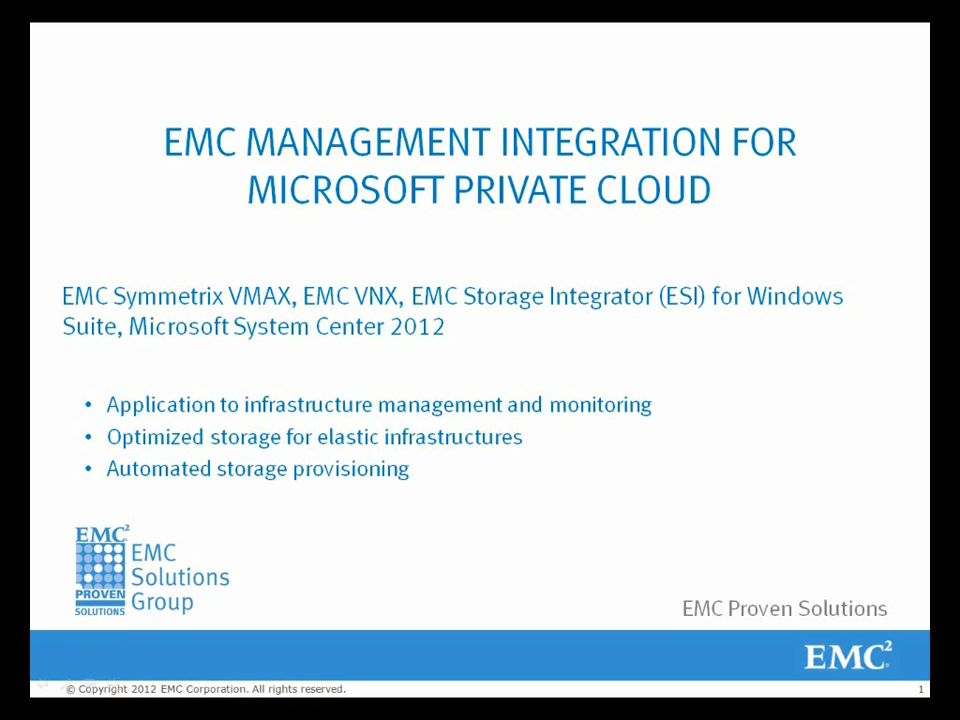 EMC MANAGEMENT INTEGRATION FOR
MICROSOFT PRIVATE CLOUD
EMC Symmetrix VMAX, EMC VNX, EMC Storage Integrator (ESI) for Windows
Suite, Microsoft System Center 2012
• Application to infrastructure management and monitoring
• Optimized storage for elastic infrastructures
• Automated storage provisioning
EMC²
PROVEN
SOLUTIONS
EMC
Solutions
Group
EMC Proven Solutions
EMC²
© Copyright 2012 EMC Corporation. All rights reserved.
1